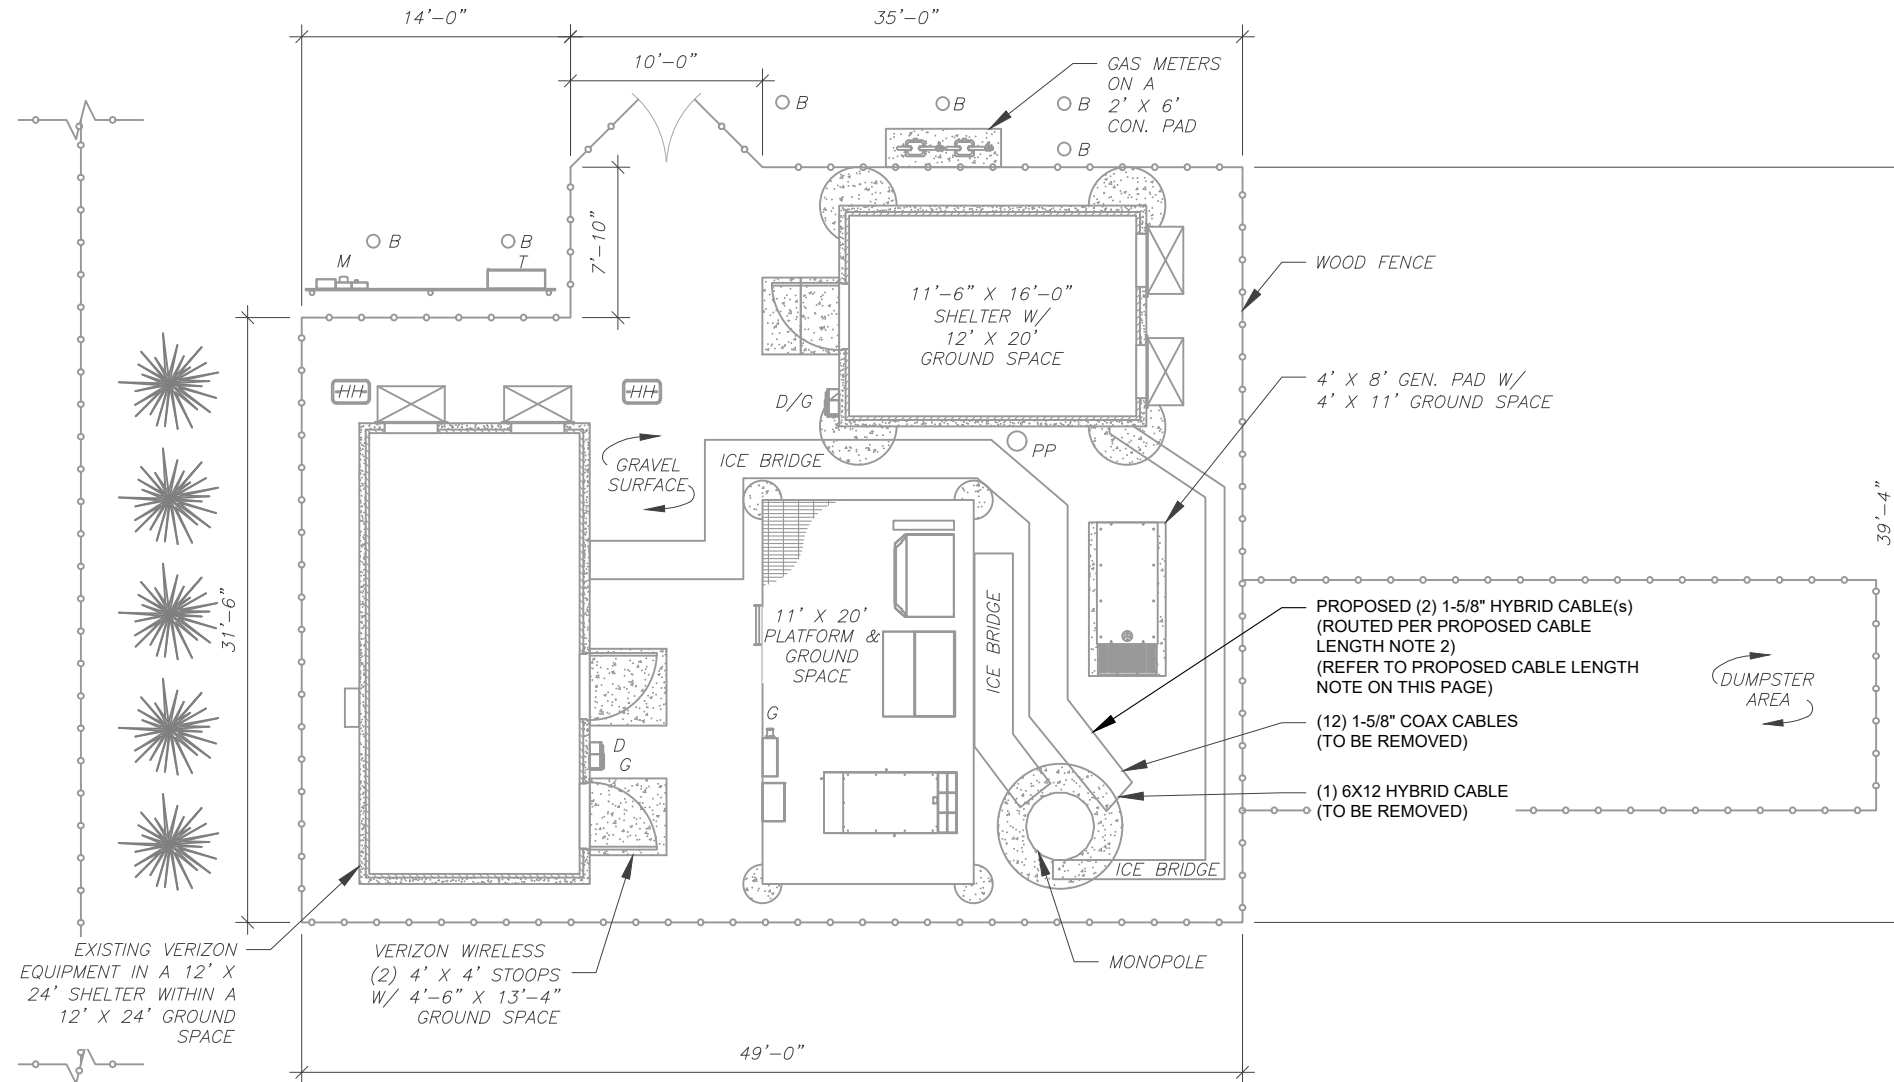 14'-0"
35'-0"
10'-0"
GAS METERS
ON A
2' X 6'
CON. PAD
B
B
B
B
7'-10"
B
B
M
T
WOOD FENCE
11'-6" X 16'-0"
SHELTER W/
12' X 20'
GROUND SPACE
HH
HH
D/G
4' X 8' GEN. PAD W/
4' X 11' GROUND SPACE
GRAVEL
SURFACE
ICE BRIDGE
PP
39'-4"
31'-6"
11' X 20'
PLATFORM &
GROUND
SPACE
ICE BRIDGE
PROPOSED (2) 1-5/8" HYBRID CABLE(s)
(ROUTED PER PROPOSED CABLE
LENGTH NOTE 2)
(REFER TO PROPOSED CABLE LENGTH
NOTE ON THIS PAGE)
DUMPSTER
AREA
G
D
G
(12) 1-5/8" COAX CABLES
(TO BE REMOVED)
(1) 6X12 HYBRID CABLE
(TO BE REMOVED)
ICE BRIDGE
EXISTING VERIZON
EQUIPMENT IN A 12' X
24' SHELTER WITHIN A
12' X 24' GROUND
SPACE
VERIZON WIRELESS
(2) 4' X 4' STOOPS
W/ 4'-6" X 13'-4"
GROUND SPACE
MONOPOLE
49'-0"